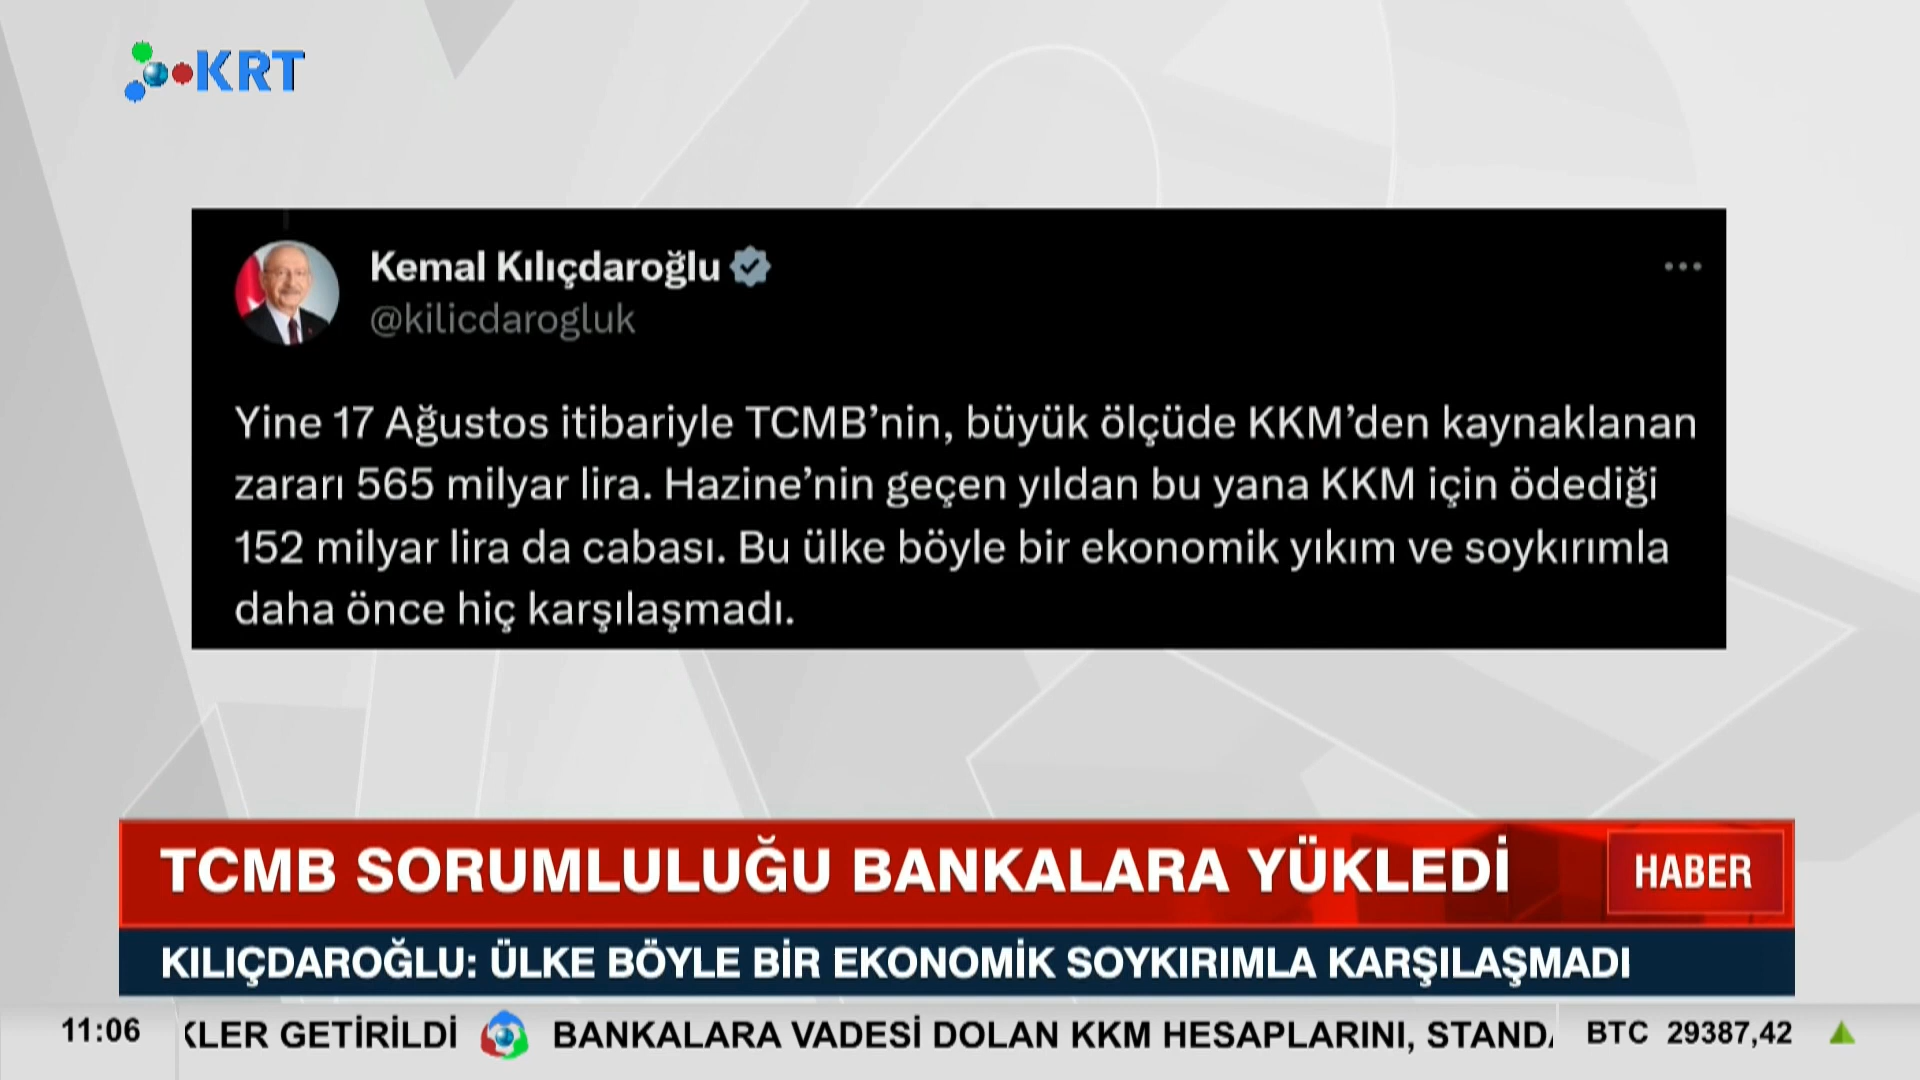 KRT
Kemal Kılıçdaroğlu
@kilicdarogluk
Yine 17 Ağustos itibariyle TCMB’nin, büyük ölçüde KKM’den kaynaklanan
zararı 565 milyar lira. Hazine’nin geçen yıldan bu yana KKM için ödediği
152 milyar lira da cabası. Bu ülke böyle bir ekonomik yıkım ve soykırımla
daha önce hiç karşılaşmadı.
TCMB SORUMLULUĞU BANKALARA YÜKLEDİ
HABER
KILIÇDAROĞLU: ÜLKE BÖYLE BİR EKONOMİK SOYKIRIMLA KARŞILAŞMADI
11:06 GETİRİLDİ BANKALARA VADESİ DOLAN KKM HESAPLARINI, BTC 29387,42